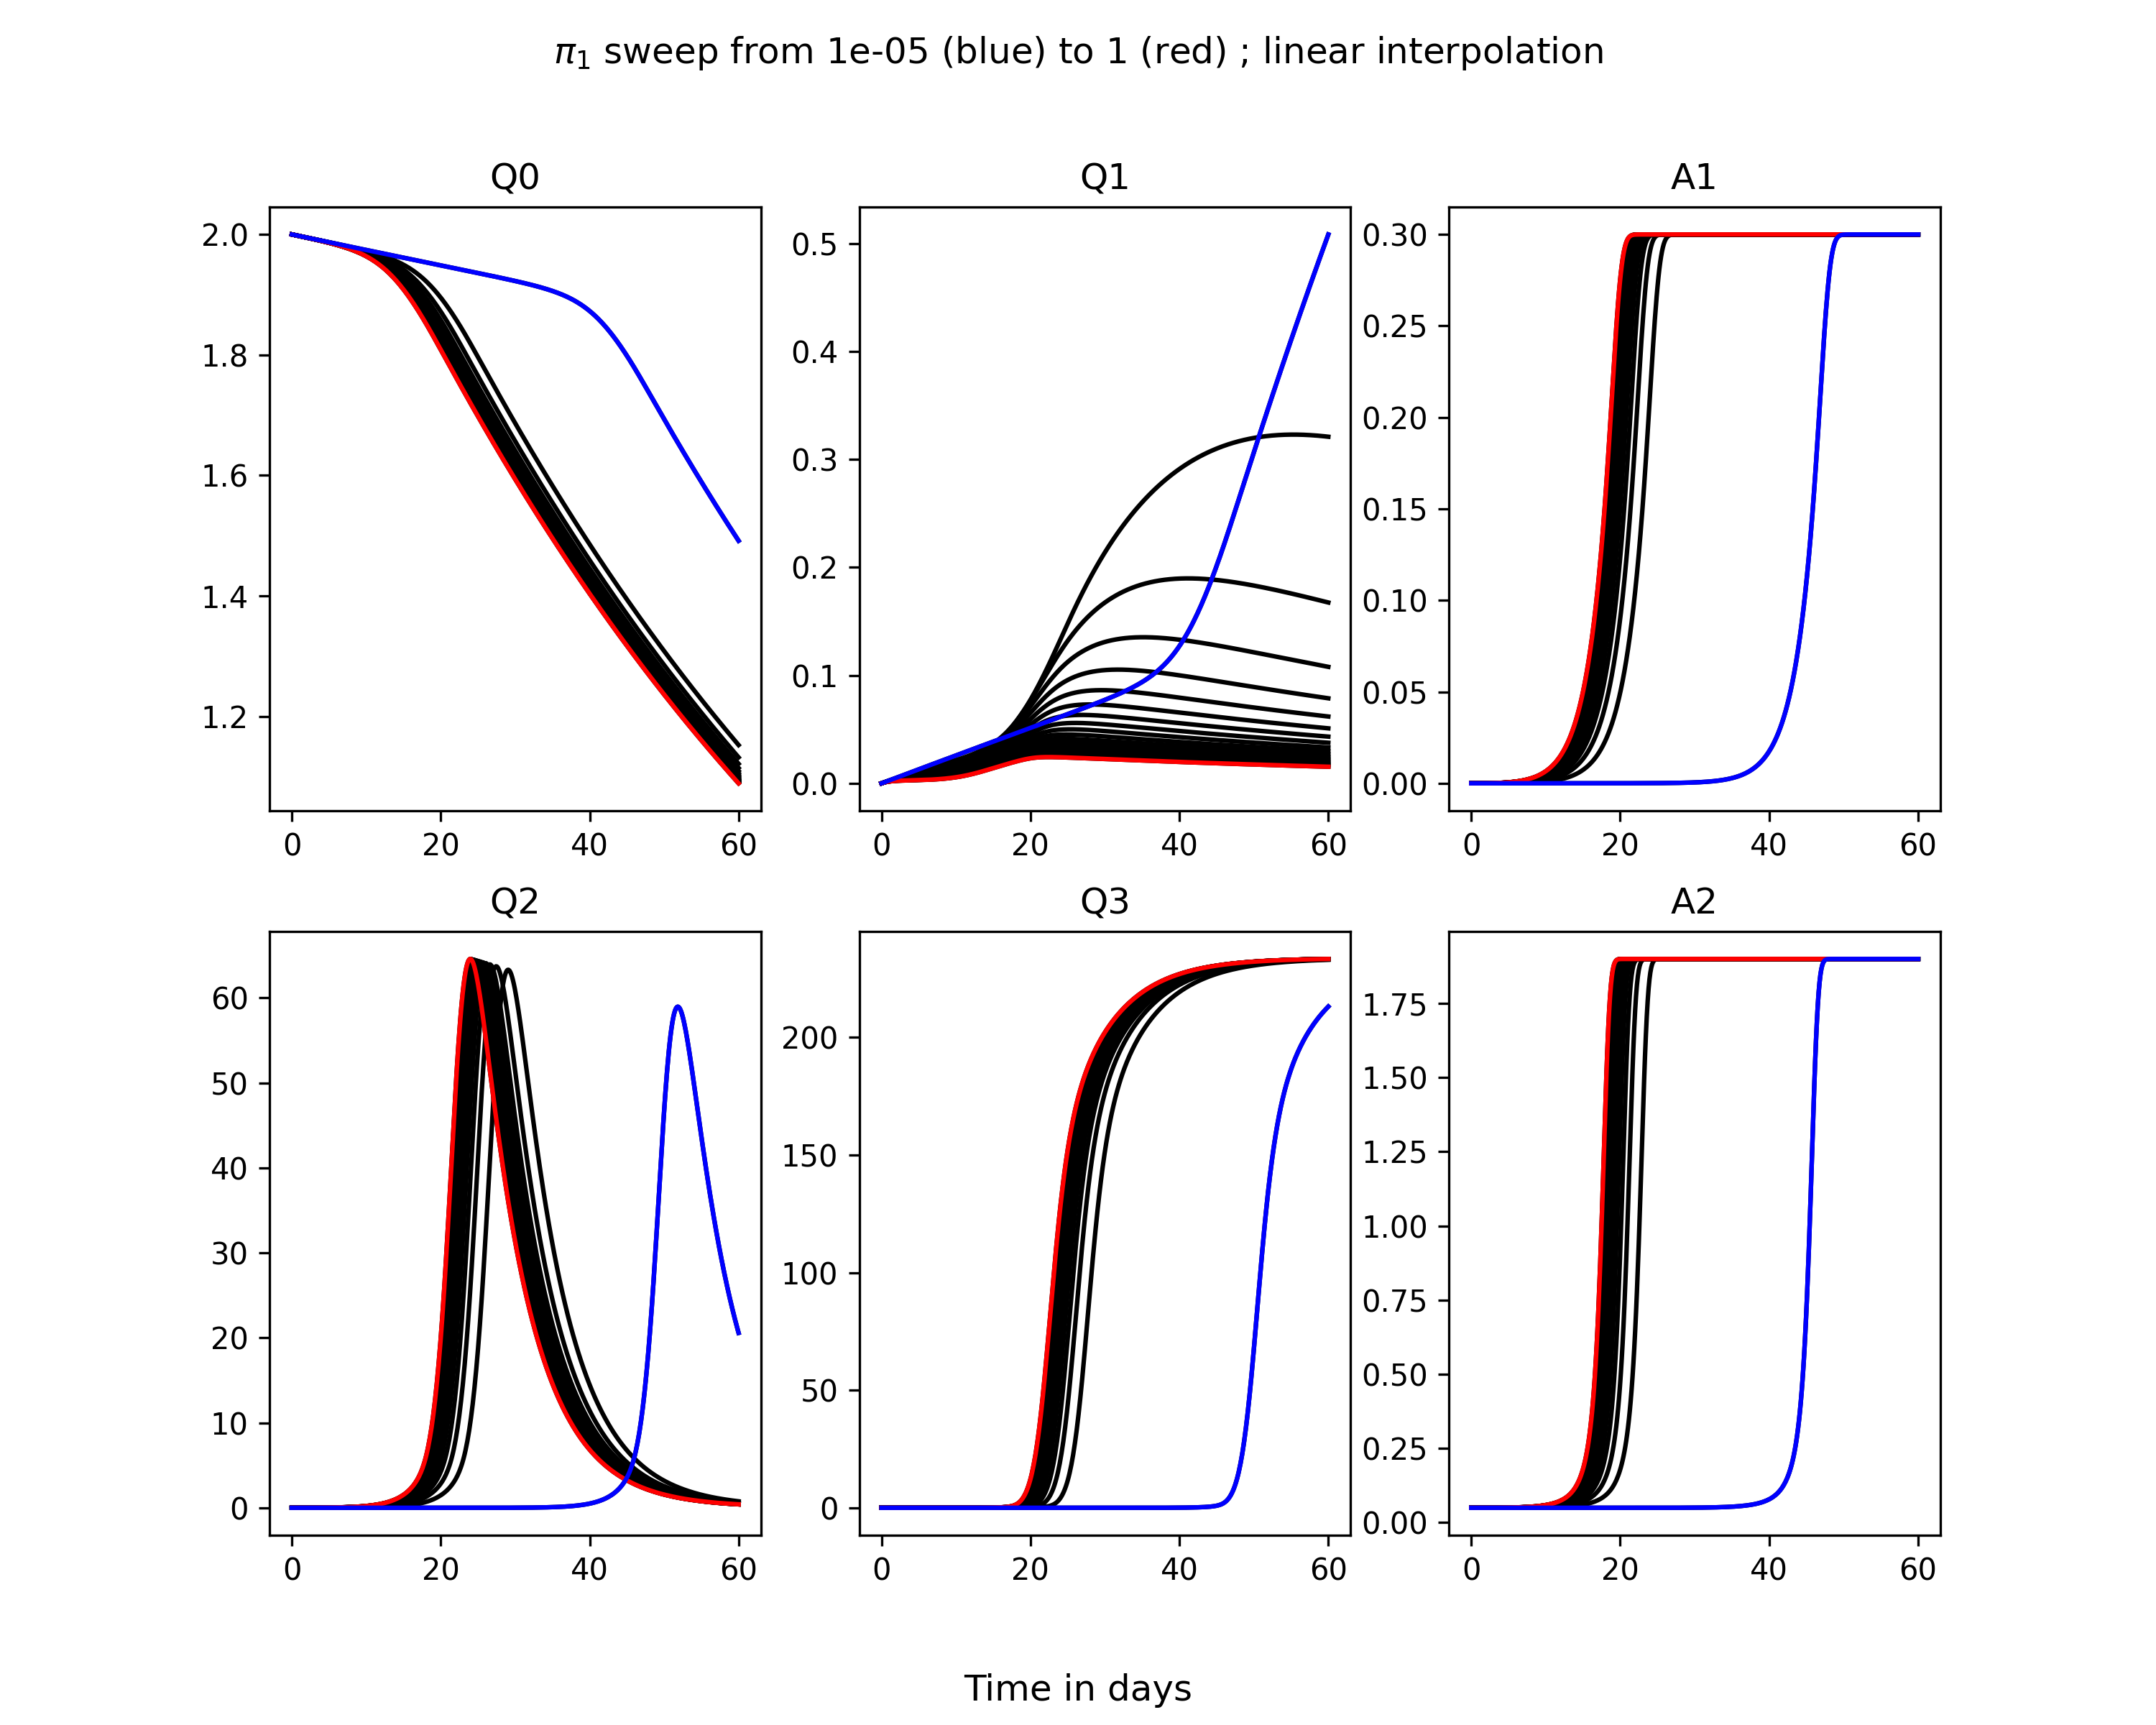 π₁ sweep from 1e-05 (blue) to 1 (red) ; linear interpolation
Q0
2.0
1.8
1.6
1.4
1.2
0 20 40 60
Q1
0.5
0.4
0.3
0.2
0.1
0.0
0 20 40 60
A1
0.30
0.25
0.20
0.15
0.10
0.05
0.00
0 20 40 60
Q2
60
50
40
30
20
10
0
0 20 40 60
Q3
200
150
100
50
0
0 20 40 60
A2
1.75
1.50
1.25
1.00
0.75
0.50
0.25
0.00
0 20 40 60
Time in days